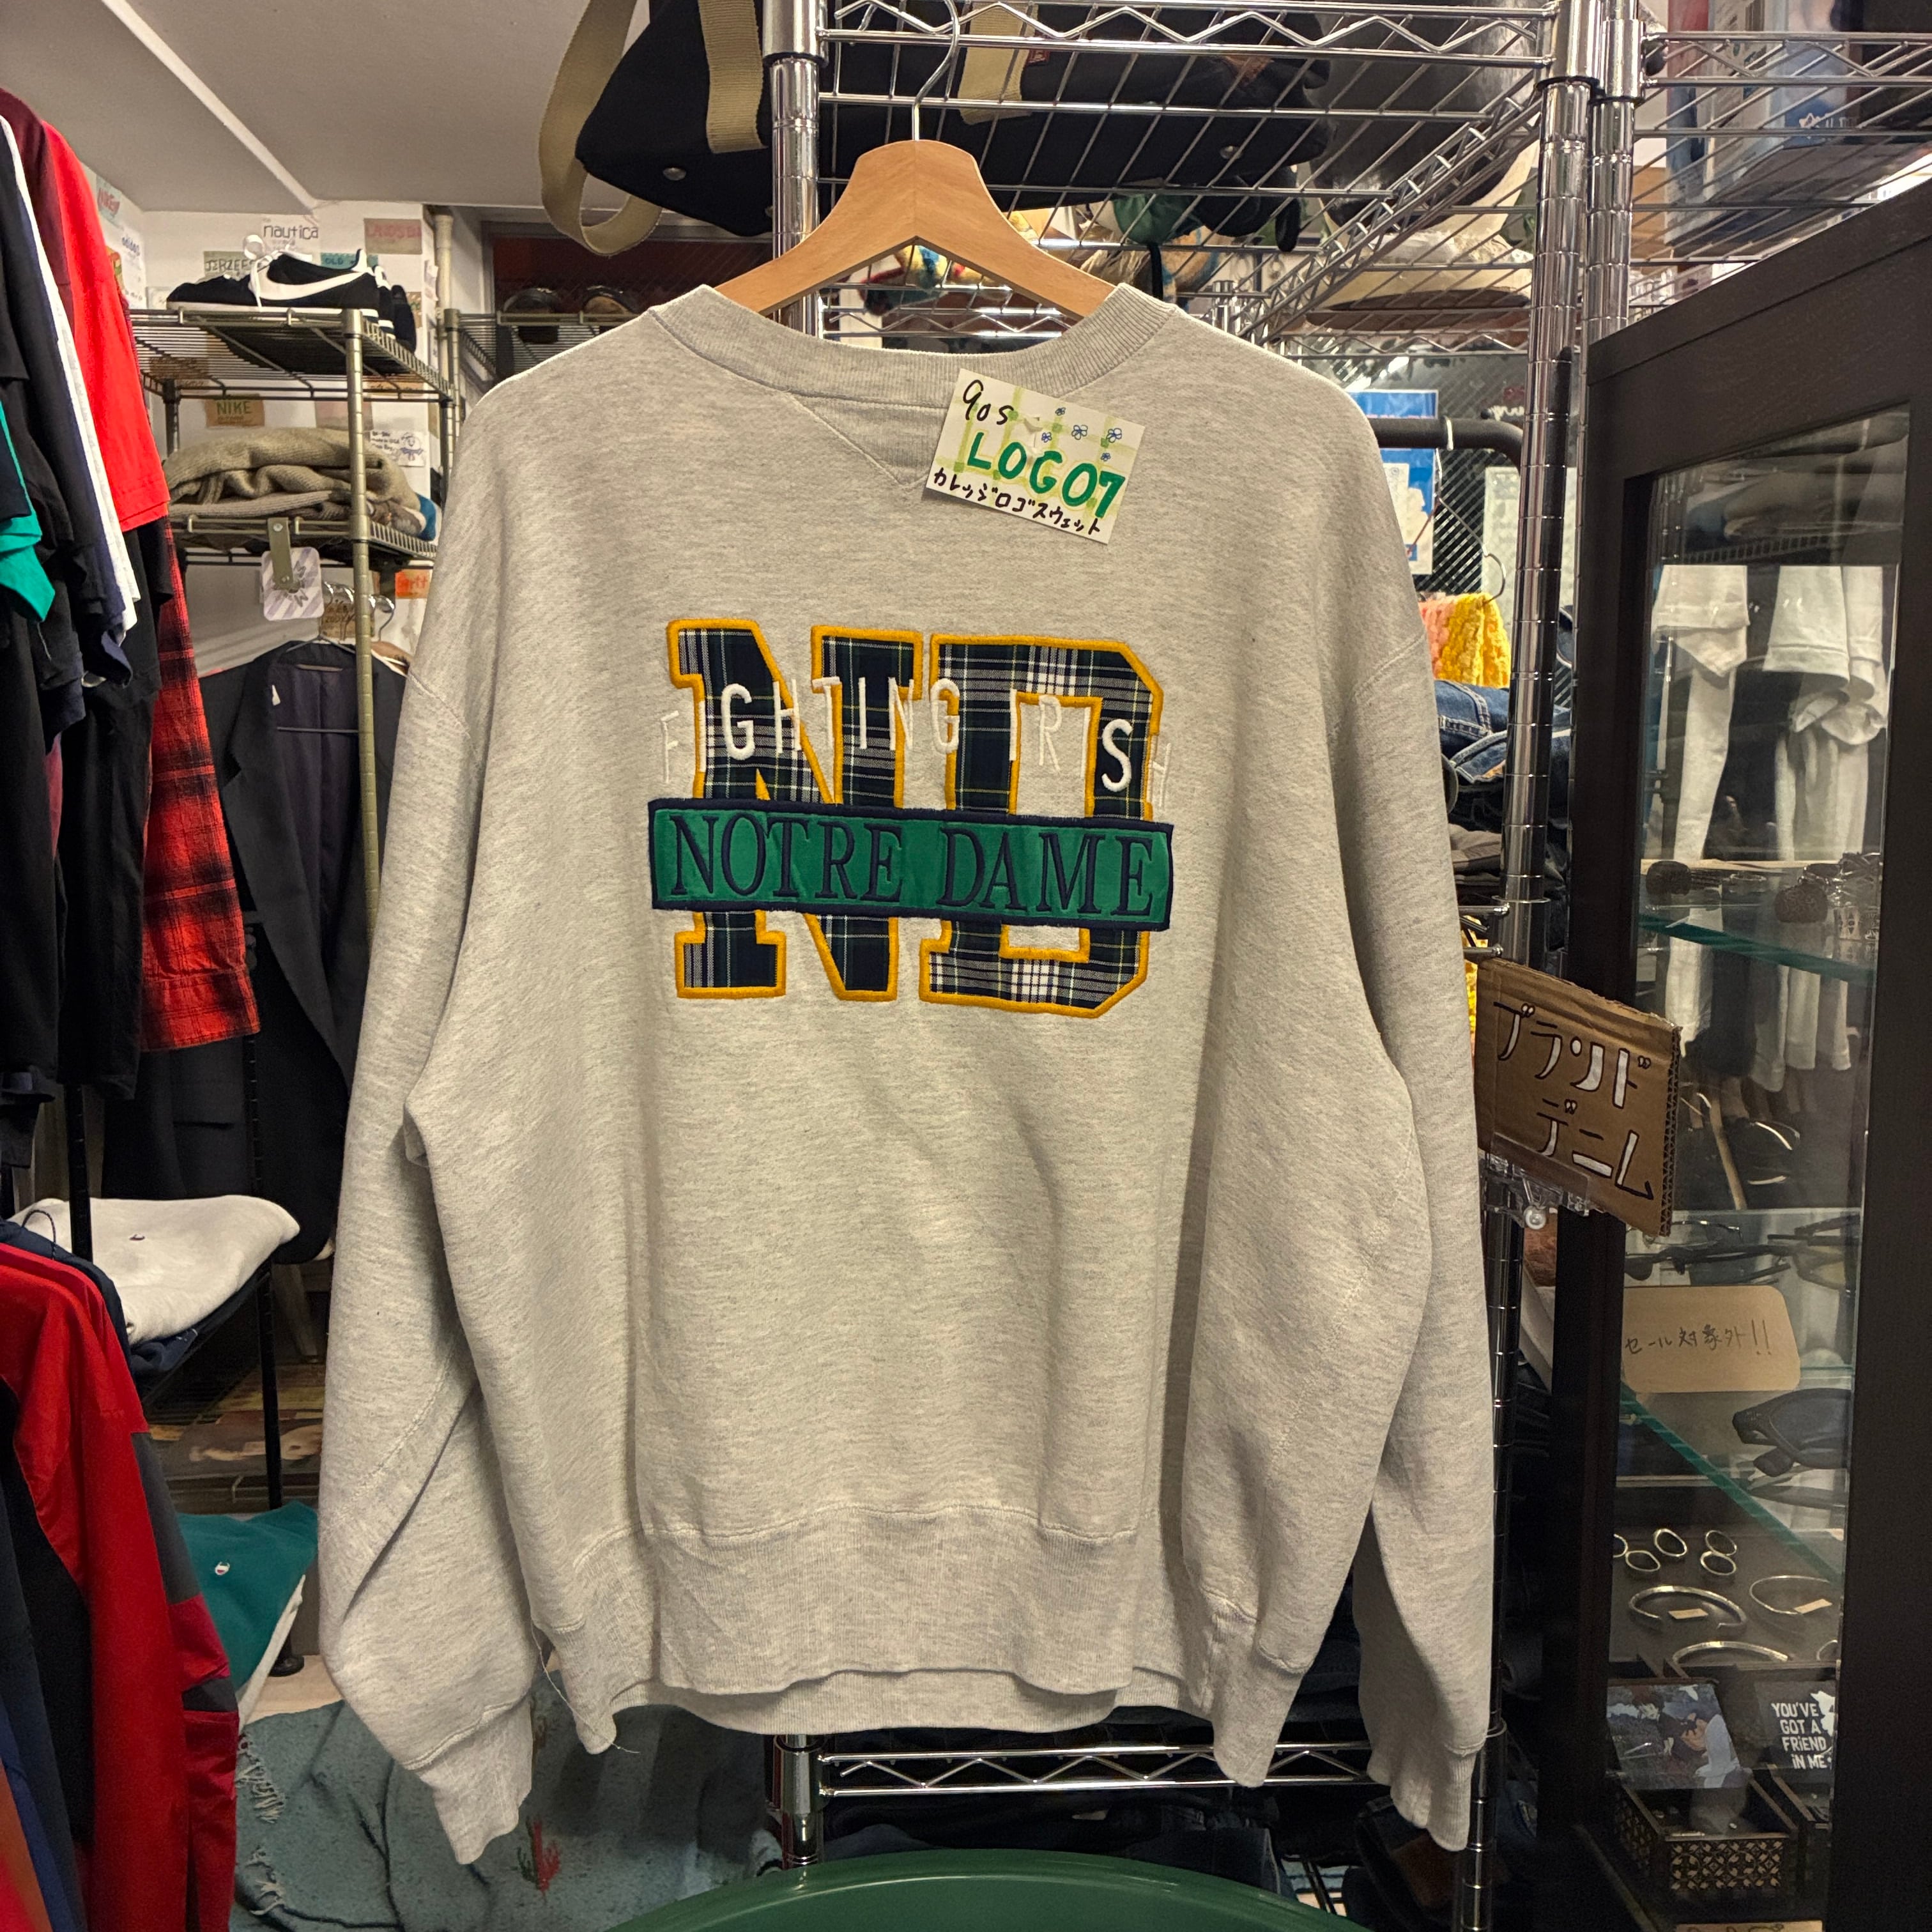 nautica
JERZEES
OLD
NIKE
90s
LOGO7
カレッジロゴスウェット
FIGHTING IRISH
NOTRE DAME
ND
ブランド
デニム
セール対象外!!
YOU'VE
GOT A
FRiEND
iN ME